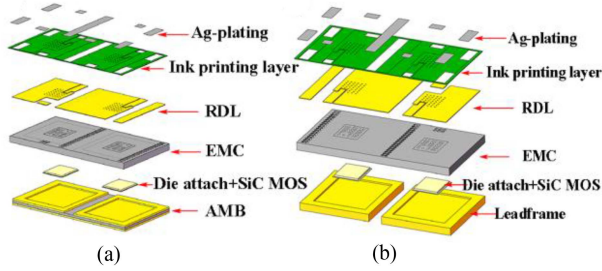 Ag-plating
Ink printing layer
RDL
EMC
Die attach+SiC MOS
AMB
(a)
Ag-plating
Ink printing layer
RDL
EMC
Die attach+SiC MOS
Leadframe
(b)